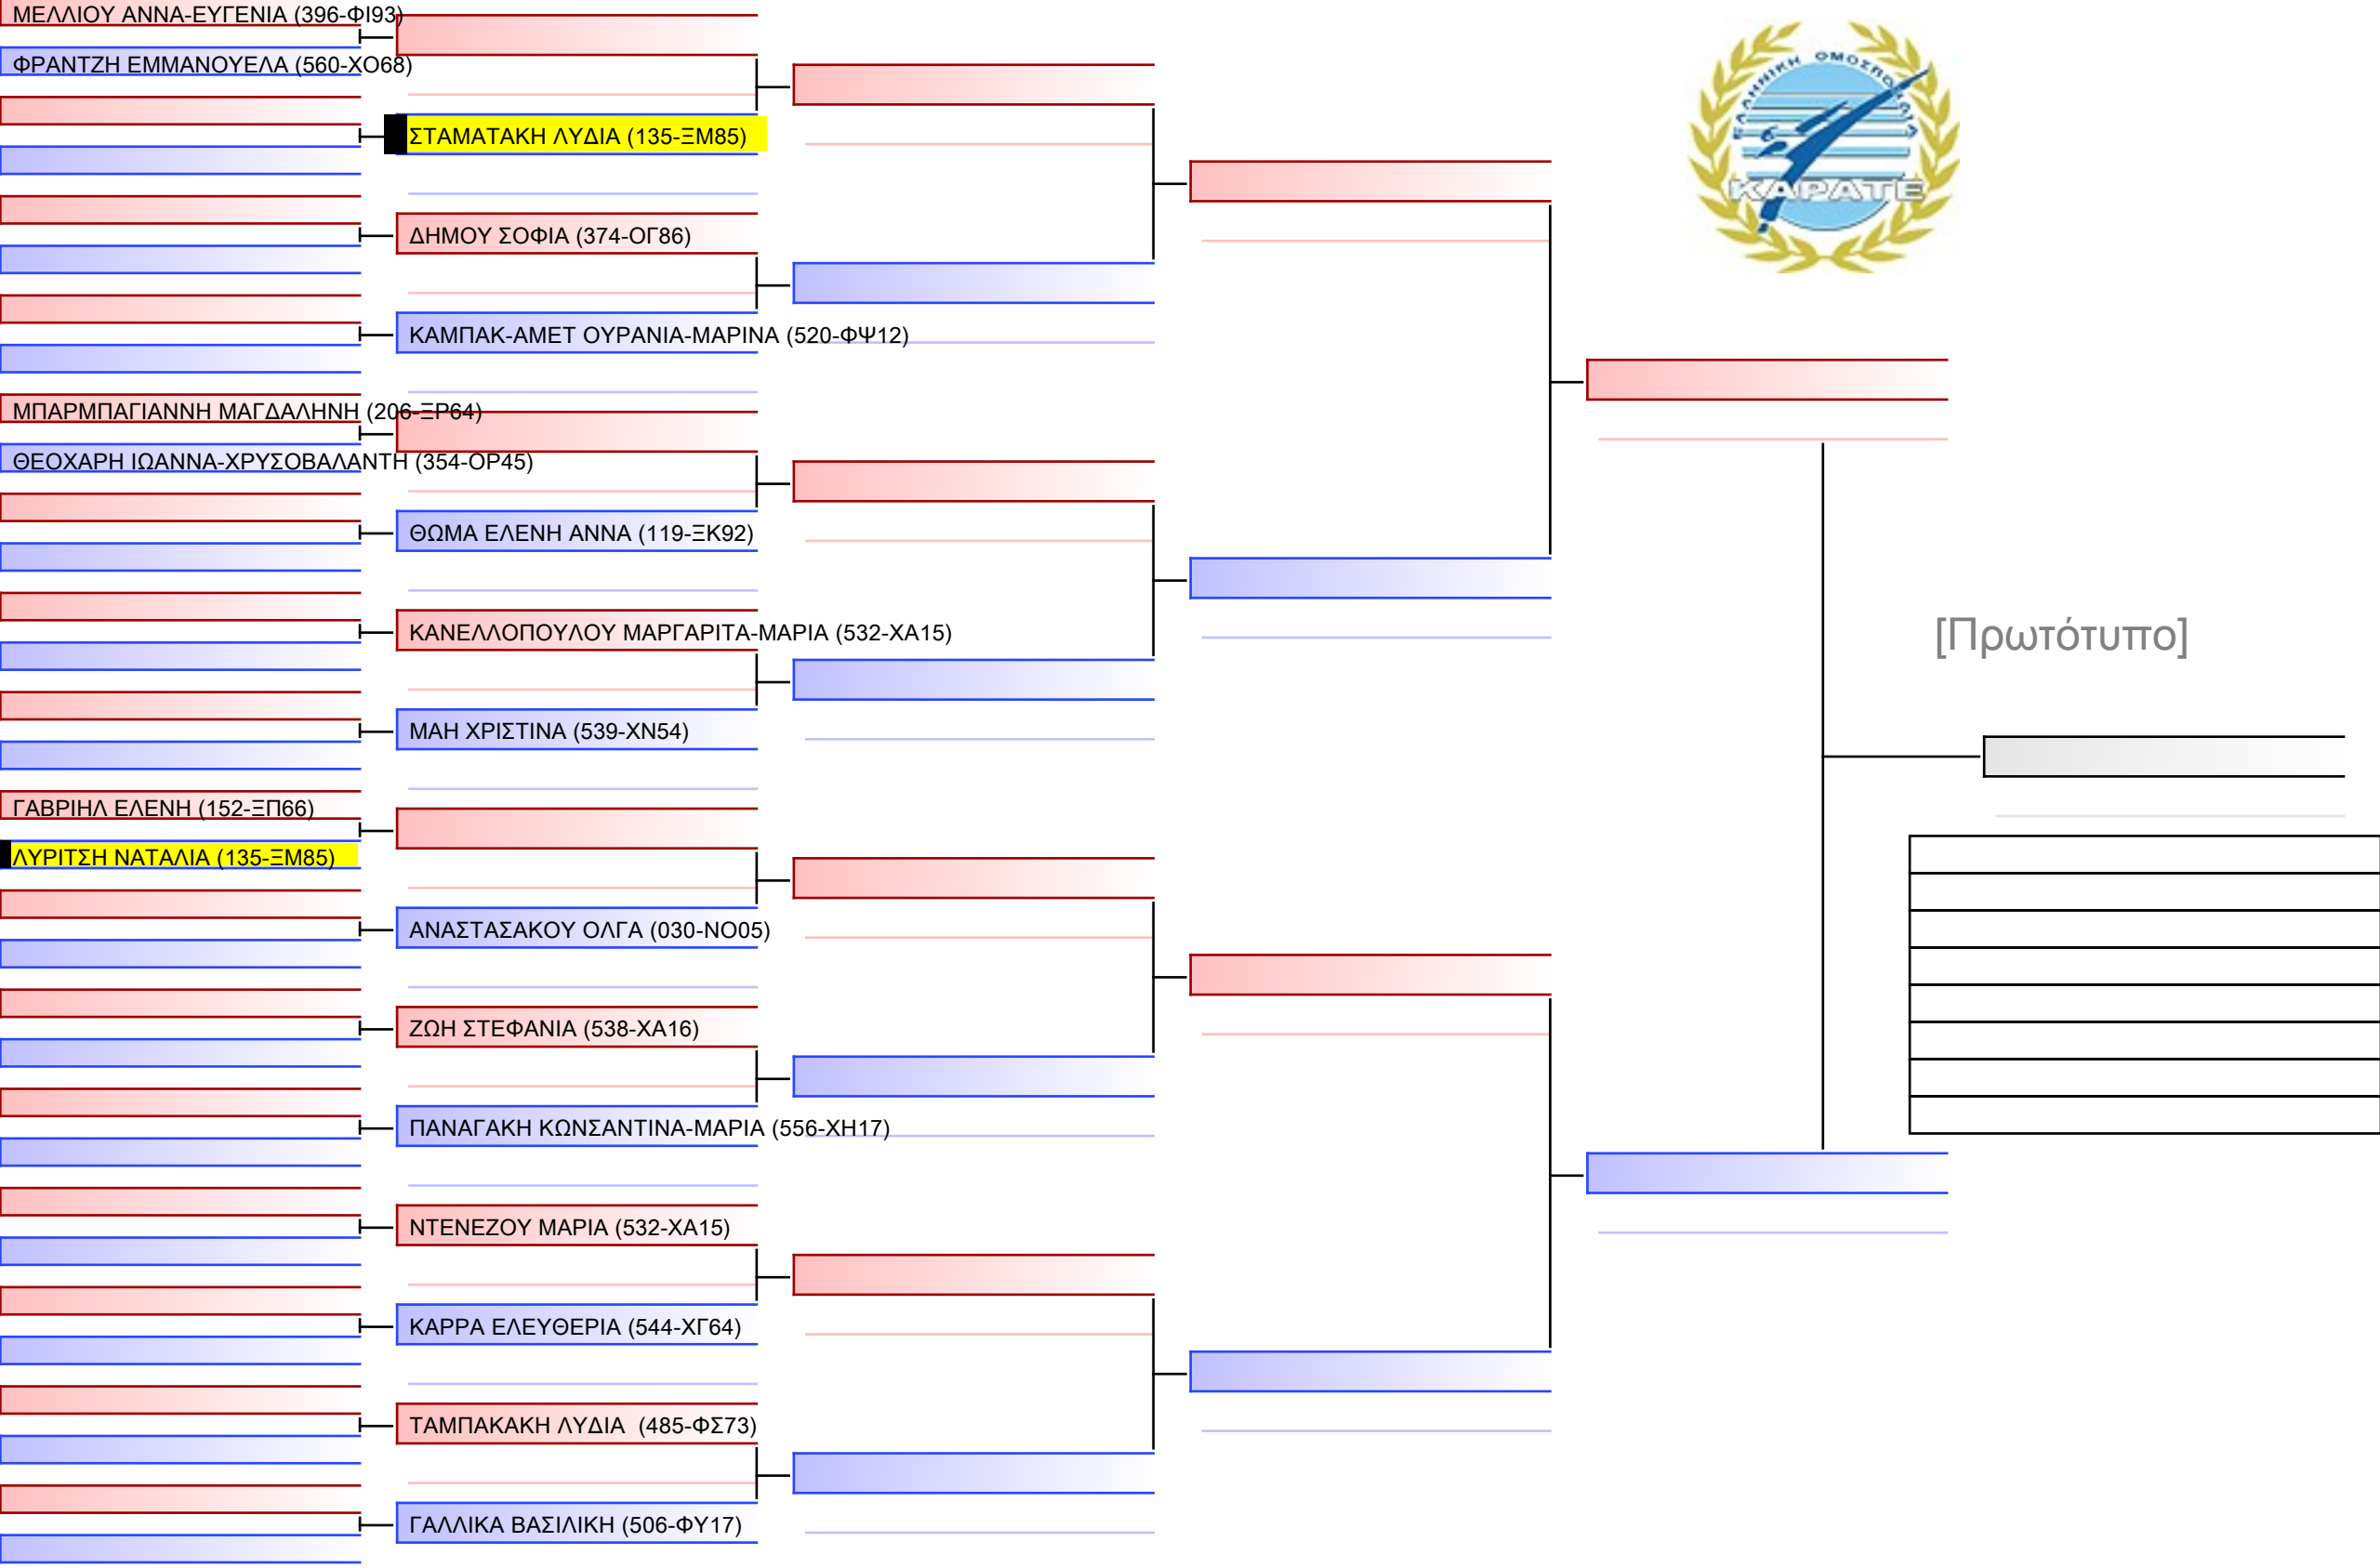 ΜΕΛΛΙΟΥ ΑΝΝΑ-ΕΥΓΕΝΙΑ (396-ΦΙ93)
ΦΡΑΝΤΖΗ ΕΜΜΑΝΟΥΕΛΑ (560-ΧΟ68)
ΕΛΛΗΝΙΚΗ ΟΜΟΣΠΟΝΔΙΑ
ΚΑΡΑΤΕ
ΣΤΑΜΑΤΑΚΗ ΛΥΔΙΑ (135-ΞΜ85)
ΔΗΜΟΥ ΣΟΦΙΑ (374-ΟΓ86)
ΚΑΜΠΑΚ-ΑΜΕΤ ΟΥΡΑΝΙΑ-ΜΑΡΙΝΑ (520-ΦΨ12)
ΜΠΑΡΜΠΑΓΙΑΝΝΗ ΜΑΓΔΑΛΗΝΗ (206-ΞΡ64)
ΘΕΟΧΑΡΗ ΙΩΑΝΝΑ-ΧΡΥΣΟΒΑΛΑΝΤΗ (354-ΟΡ45)
ΘΩΜΑ ΕΛΕΝΗ ΑΝΝΑ (119-ΞΚ92)
ΚΑΝΕΛΛΟΠΟΥΛΟΥ ΜΑΡΓΑΡΙΤΑ-ΜΑΡΙΑ (532-ΧΑ15)
[Πρωτότυπο]
ΜΑΗ ΧΡΙΣΤΙΝΑ (539-ΧΝ54)
ΓΑΒΡΙΗΛ ΕΛΕΝΗ (152-ΞΠ66)
ΛΥΡΙΤΣΗ ΝΑΤΑΛΙΑ (135-ΞΜ85)
ΑΝΑΣΤΑΣΑΚΟΥ ΟΛΓΑ (030-ΝΟ05)
ΖΩΗ ΣΤΕΦΑΝΙΑ (538-ΧΑ16)
ΠΑΝΑΓΑΚΗ ΚΩΝΣΑΝΤΙΝΑ-ΜΑΡΙΑ (556-ΧΗ17)
ΝΤΕΝΕΖΟΥ ΜΑΡΙΑ (532-ΧΑ15)
ΚΑΡΡΑ ΕΛΕΥΘΕΡΙΑ (544-ΧΓ64)
ΤΑΜΠΑΚΑΚΗ ΛΥΔΙΑ  (485-ΦΣ73)
ΓΑΛΛΙΚΑ ΒΑΣΙΛΙΚΗ (506-ΦΥ17)